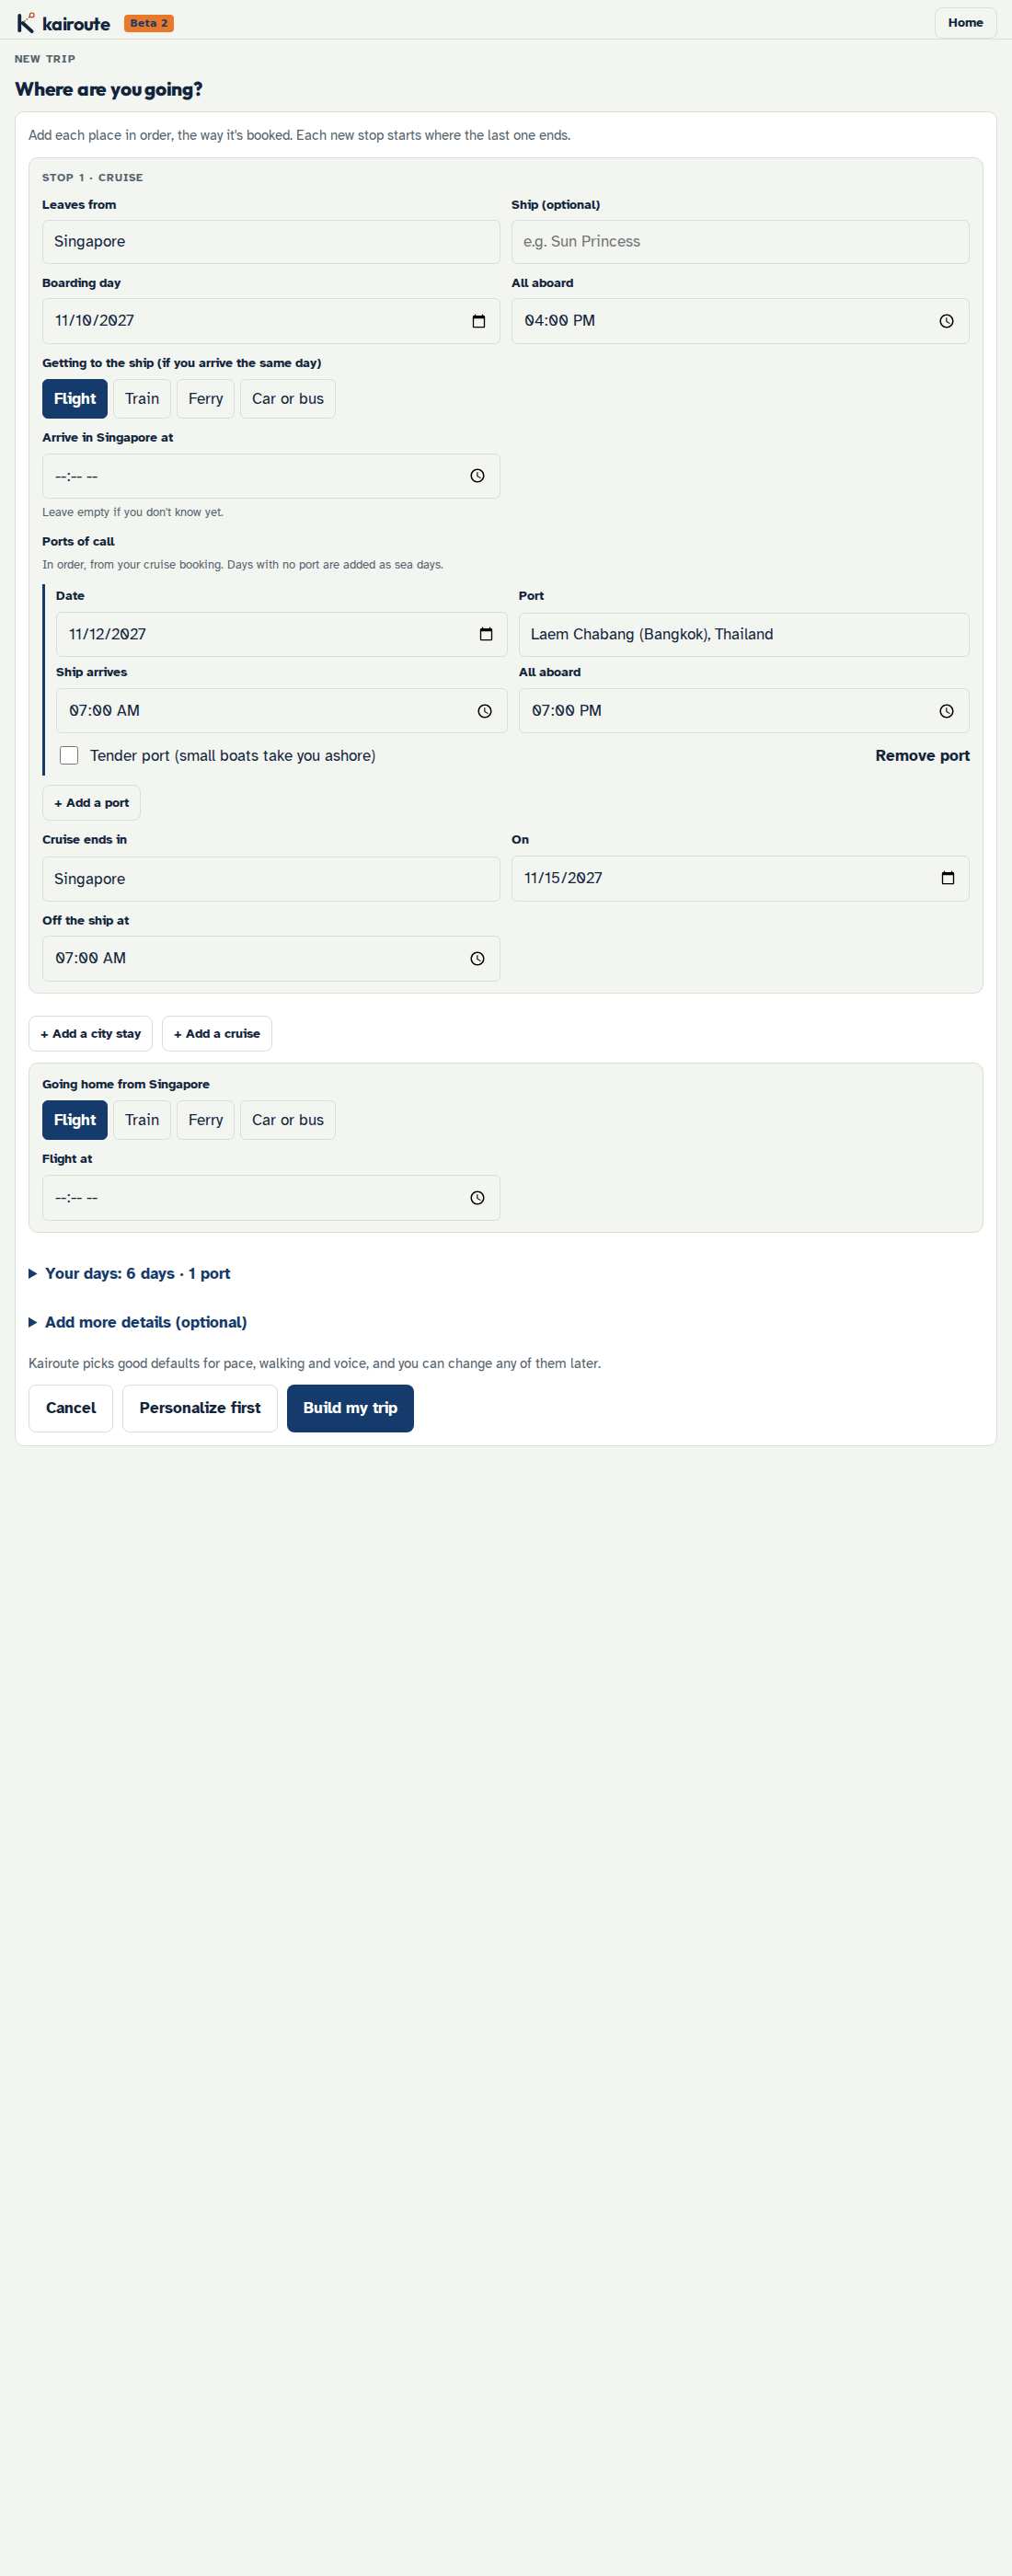 kairoute Beta 2 Home
NEW TRIP
Where are you going?
Add each place in order, the way it's booked. Each new stop starts where the last one ends.
STOP 1 · CRUISE
Leaves from Ship (optional)
Singapore e.g. Sun Princess
Boarding day All aboard
11/10/2027 04:00 PM
Getting to the ship (if you arrive the same day)
Flight Train Ferry Car or bus
Arrive in Singapore at
--:-- --
Leave empty if you don't know yet.
Ports of call
In order, from your cruise booking. Days with no port are added as sea days.
Date Port
11/12/2027 Laem Chabang (Bangkok), Thailand
Ship arrives All aboard
07:00 AM 07:00 PM
Tender port (small boats take you ashore) Remove port
+ Add a port
Cruise ends in On
Singapore 11/15/2027
Off the ship at
07:00 AM
+ Add a city stay + Add a cruise
Going home from Singapore
Flight Train Ferry Car or bus
Flight at
--:-- --
Your days: 6 days · 1 port
Add more details (optional)
Kairoute picks good defaults for pace, walking and voice, and you can change any of them later.
Cancel Personalize first Build my trip